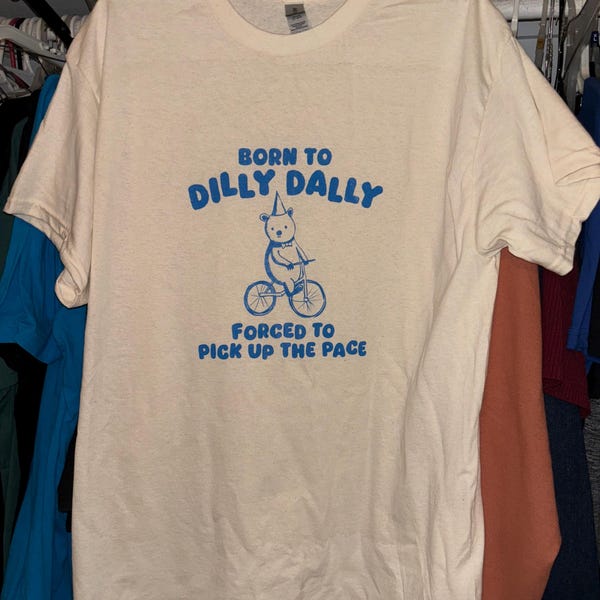 BORN TO
DILLY DALLY
FORCED TO
PICK UP THE PACE